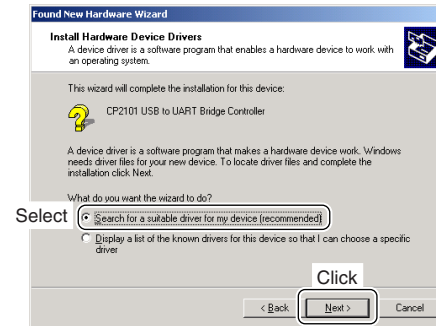 Found New Hardware Wizard
Install Hardware Device Drivers
A device driver is a software program that enables a hardware device to work with
an operating system.
This wizard will complete the installation for this device:
CP2101 USB to UART Bridge Controller
A device driver is a software program that makes a hardware device work. Windows
needs driver files for your new device. To locate driver files and complete the
installation click Next.
What do you want the wizard to do?
Select
Search for a suitable driver for my device (recommended)
Display a list of the known drivers for this device so that I can choose a specific
driver
Click
< Back
Next >
Cancel